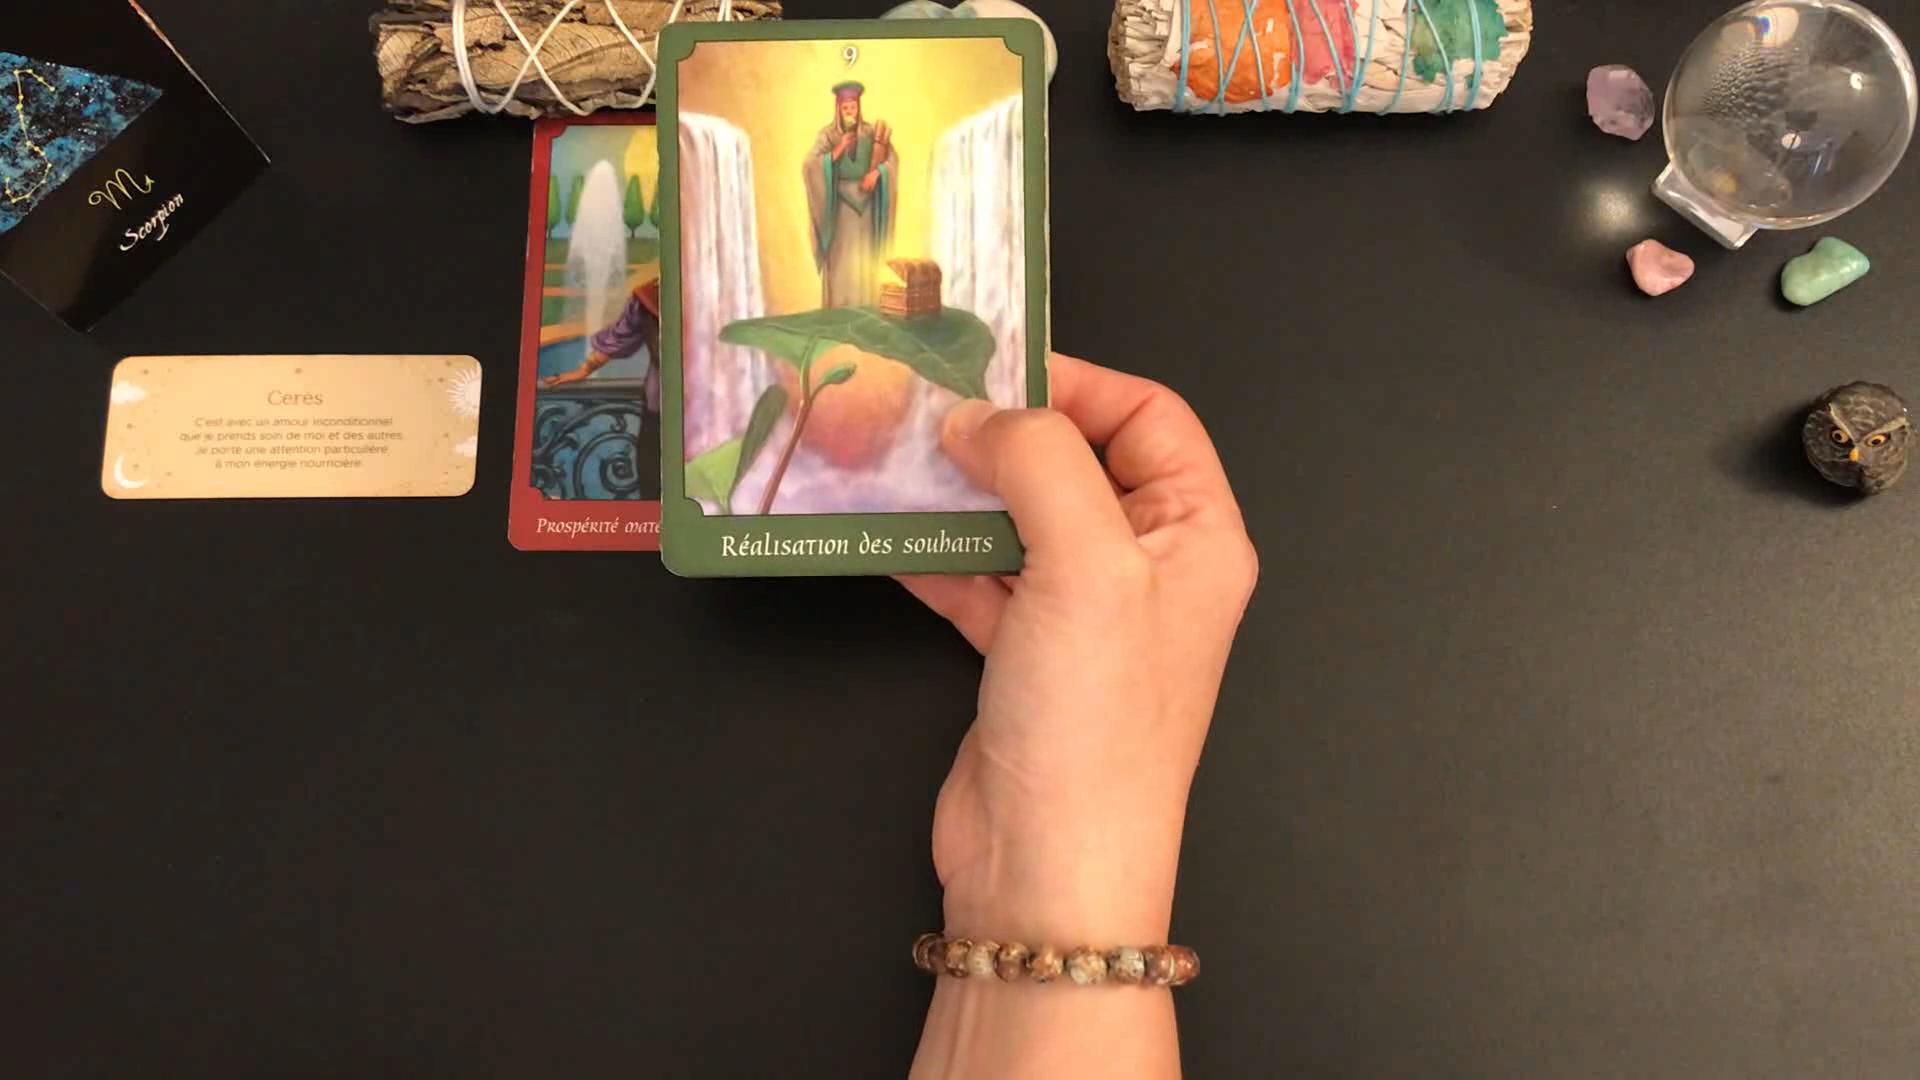 9
♏
Scorpion
Cérès
C'est avec un amour inconditionnel
que je prends soin de moi et des autres.
Je porte une attention particulière
à mon énergie nourricière.
Prospérité maté
Réalisation des souhaits